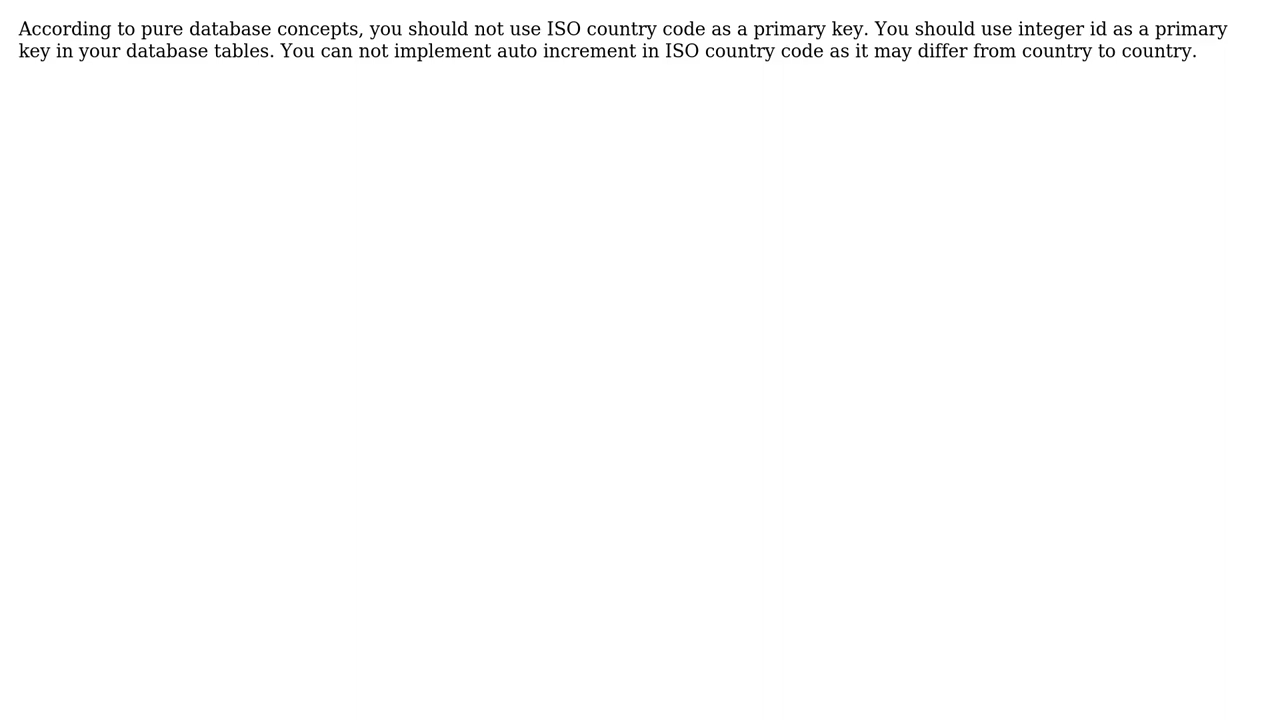 According to pure database concepts, you should not use ISO country code as a primary key. You should use integer id as a primary
key in your database tables. You can not implement auto increment in ISO country code as it may differ from country to country.